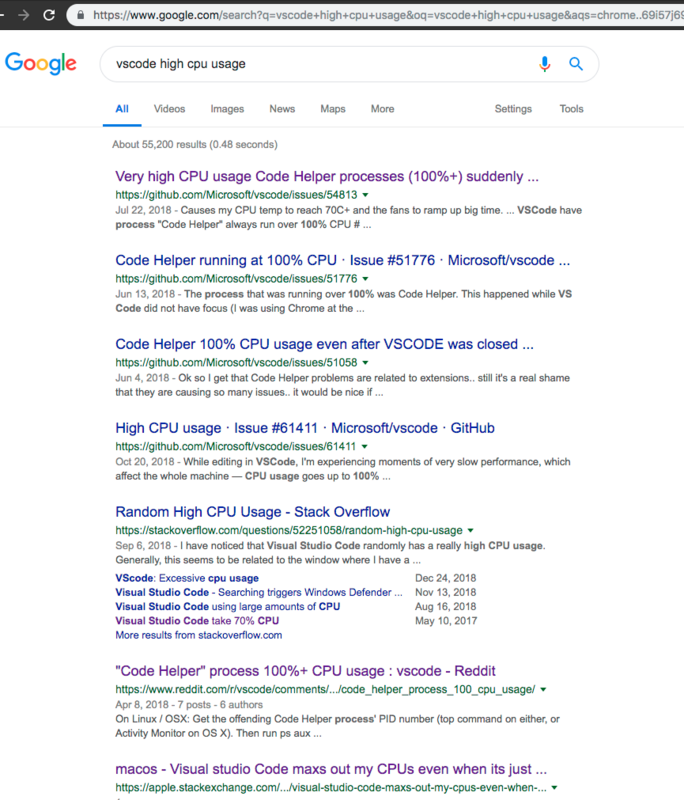 https://www.google.com/search?q=vscode+high+cpu+usage&oq=vscode+high+cpu+usage&aqs=chrome..69i57j69
Google
vscode high cpu usage
All Videos Images News Maps More Settings Tools
About 55,200 results (0.48 seconds)
Very high CPU usage Code Helper processes (100%+) suddenly ...
https://github.com/Microsoft/vscode/issues/54813
Jul 22, 2018 - Causes my CPU temp to reach 70C+ and the fans to ramp up big time. ... VSCode have
process "Code Helper" always run over 100% CPU # ...
Code Helper running at 100% CPU · Issue #51776 · Microsoft/vscode ...
https://github.com/Microsoft/vscode/issues/51776
Jun 13, 2018 - The process that was running over 100% was Code Helper. This happened while VS
Code did not have focus (I was using Chrome at the ...
Code Helper 100% CPU usage even after VSCODE was closed ...
https://github.com/Microsoft/vscode/issues/51058
Jun 4, 2018 - Ok so I get that Code Helper problems are related to extensions.. still it's a real shame
that they are causing so many issues.. it would be nice if ...
High CPU usage · Issue #61411 · Microsoft/vscode · GitHub
https://github.com/Microsoft/vscode/issues/61411
Oct 20, 2018 - While editing in VSCode, I'm experiencing moments of very slow performance, which
affect the whole machine — CPU usage goes up to 100% ...
Random High CPU Usage - Stack Overflow
https://stackoverflow.com/questions/52251058/random-high-cpu-usage
Sep 6, 2018 - I have noticed that Visual Studio Code randomly has a really high CPU usage.
Generally, this seems to be related to the window where I have a ...
VScode: Excessive cpu usage Dec 24, 2018
Visual Studio Code - Searching triggers Windows Defender ... Nov 13, 2018
Visual Studio Code using large amounts of CPU Aug 16, 2018
Visual Studio Code take 70% CPU May 10, 2017
More results from stackoverflow.com
"Code Helper" process 100%+ CPU usage : vscode - Reddit
https://www.reddit.com/r/vscode/comments/.../code_helper_process_100_cpu_usage/
Apr 8, 2018 - 7 posts - 6 authors
On Linux / OSX: Get the offending Code Helper process' PID number (top command on either, or
Activity Monitor on OS X). Then run ps aux ...
macos - Visual studio Code maxs out my CPUs even when its just ...
https://apple.stackexchange.com/.../visual-studio-code-maxs-out-my-cpus-even-when-...